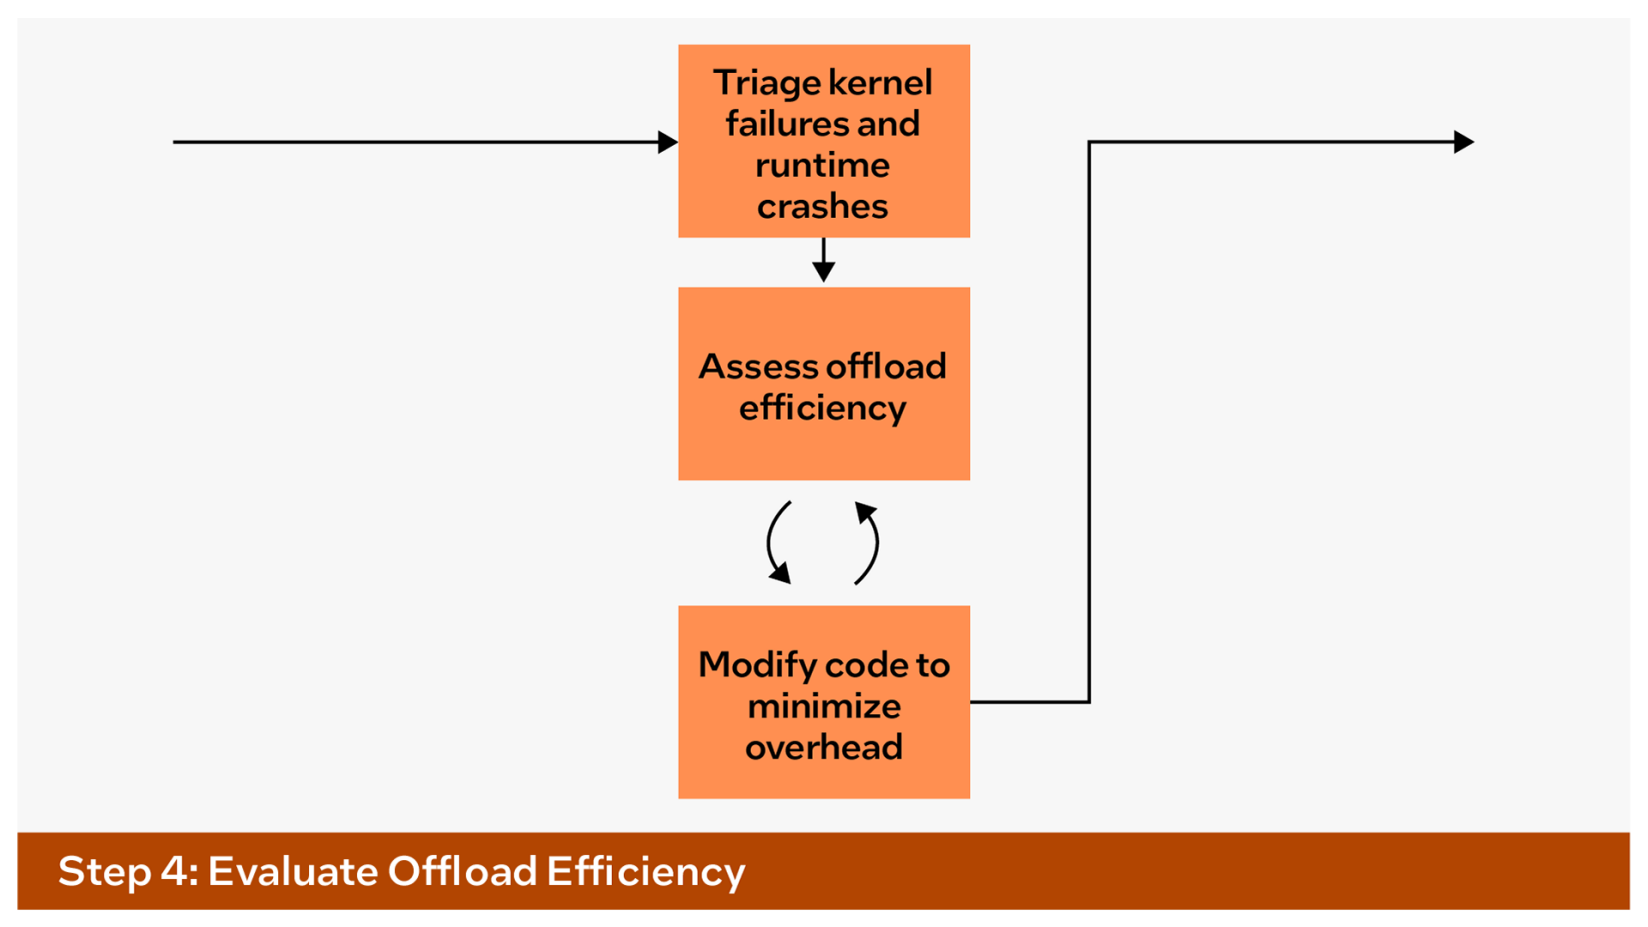 Triage kernel
failures and
runtime
crashes
Assess offload
efficiency
Modify code to
minimize
overhead
Step 4: Evaluate Offload Efficiency